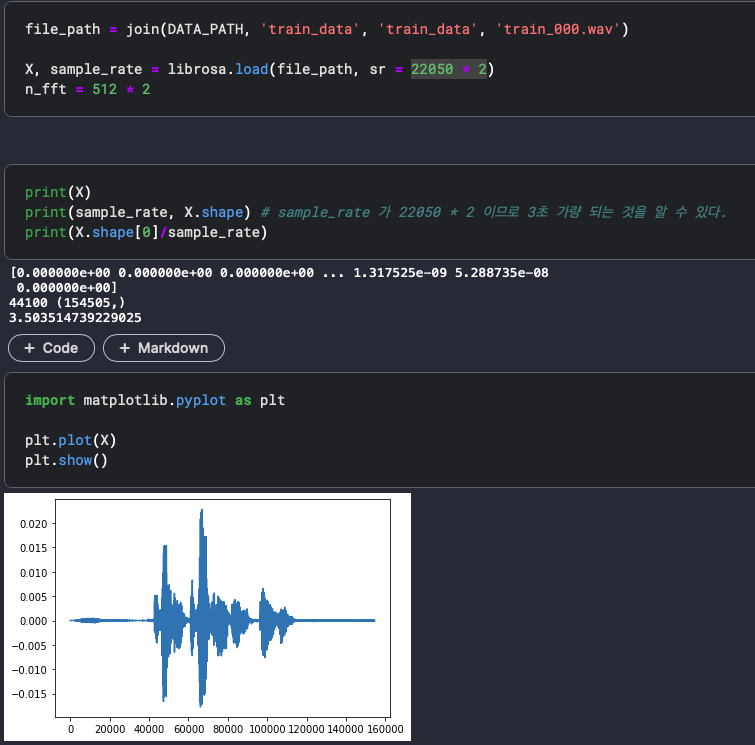 file_path = join(DATA_PATH, 'train_data', 'train_data', 'train_000.wav')
X, sample_rate = librosa.load(file_path, sr = 22050 * 2)
n_fft = 512 * 2
print(X)
print(sample_rate, X.shape) # sample_rate 가 22050 * 2 이므로 3초 가량 되는 것을 알 수 있다.
print(X.shape[0]/sample_rate)
[0.000000e+00 0.000000e+00 0.000000e+00 ... 1.317525e-09 5.288735e-08
 0.000000e+00]
44100 (154505,)
3.503514739229025
+ Code + Markdown
import matplotlib.pyplot as plt
plt.plot(X)
plt.show()
0.020
0.015
0.010
0.005
0.000
−0.005
−0.010
−0.015
0 20000 40000 60000 80000 100000 120000 140000 160000